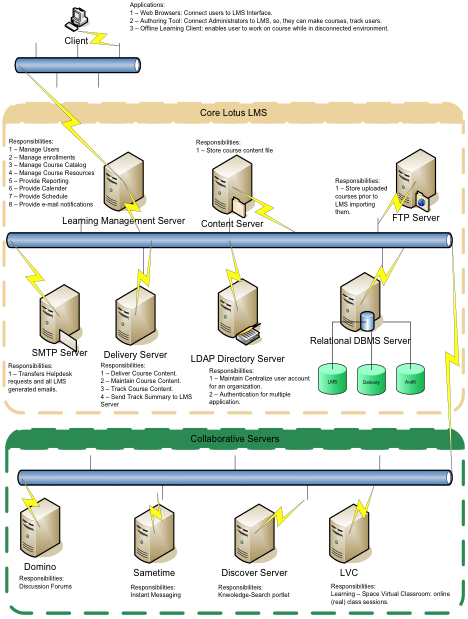 Applications:
1 – Web Browsers: Connect users to LMS Interface.
2 – Authoring Tool: Connect Administrators to LMS, so, they can make courses, track users.
3 – Offline Learning Client: enables user to work on course while in disconnected environment.
Client
Core Lotus LMS
Responsibilities:
1 – Manage Users
2 – Manage enrollments
3 – Manage Course Catalog
4 – Manage Course Resources
5 – Provide Reporting
6 – Provide Calender
7 – Provide Schedule
8 – Provide e-mail notifications
Learning Management Server
Responsibilities:
1 – Store course content file
Content Server
Responsibilities:
1 – Store uploaded
courses prior to
LMS importing
them.
FTP Server
SMTP Server
Responsibilities:
1 – Transfers Helpdesk
requests and all LMS
generated emails.
Delivery Server
Responsibilities:
1 – Deliver Course Content.
2 – Maintain Course Content.
3 – Track Course Content.
4 – Send Track Summary to LMS
Server
LDAP Directory Server
Responsibilities:
1 – Maintain Centralize user account
for an organization.
2 – Authentication for multiple
application.
Relational DBMS Server
LMS
Delivery
Audit
Collaborative Servers
Domino
Responsibilities:
Discussion Forums
Sametime
Responsibilities:
Instant Messaging
Discover Server
Responsibiliteis:
Knwoledge-Search portlet
LVC
Responsibilities:
Learning – Space Virtual Classroom: online
(real) class sessions.